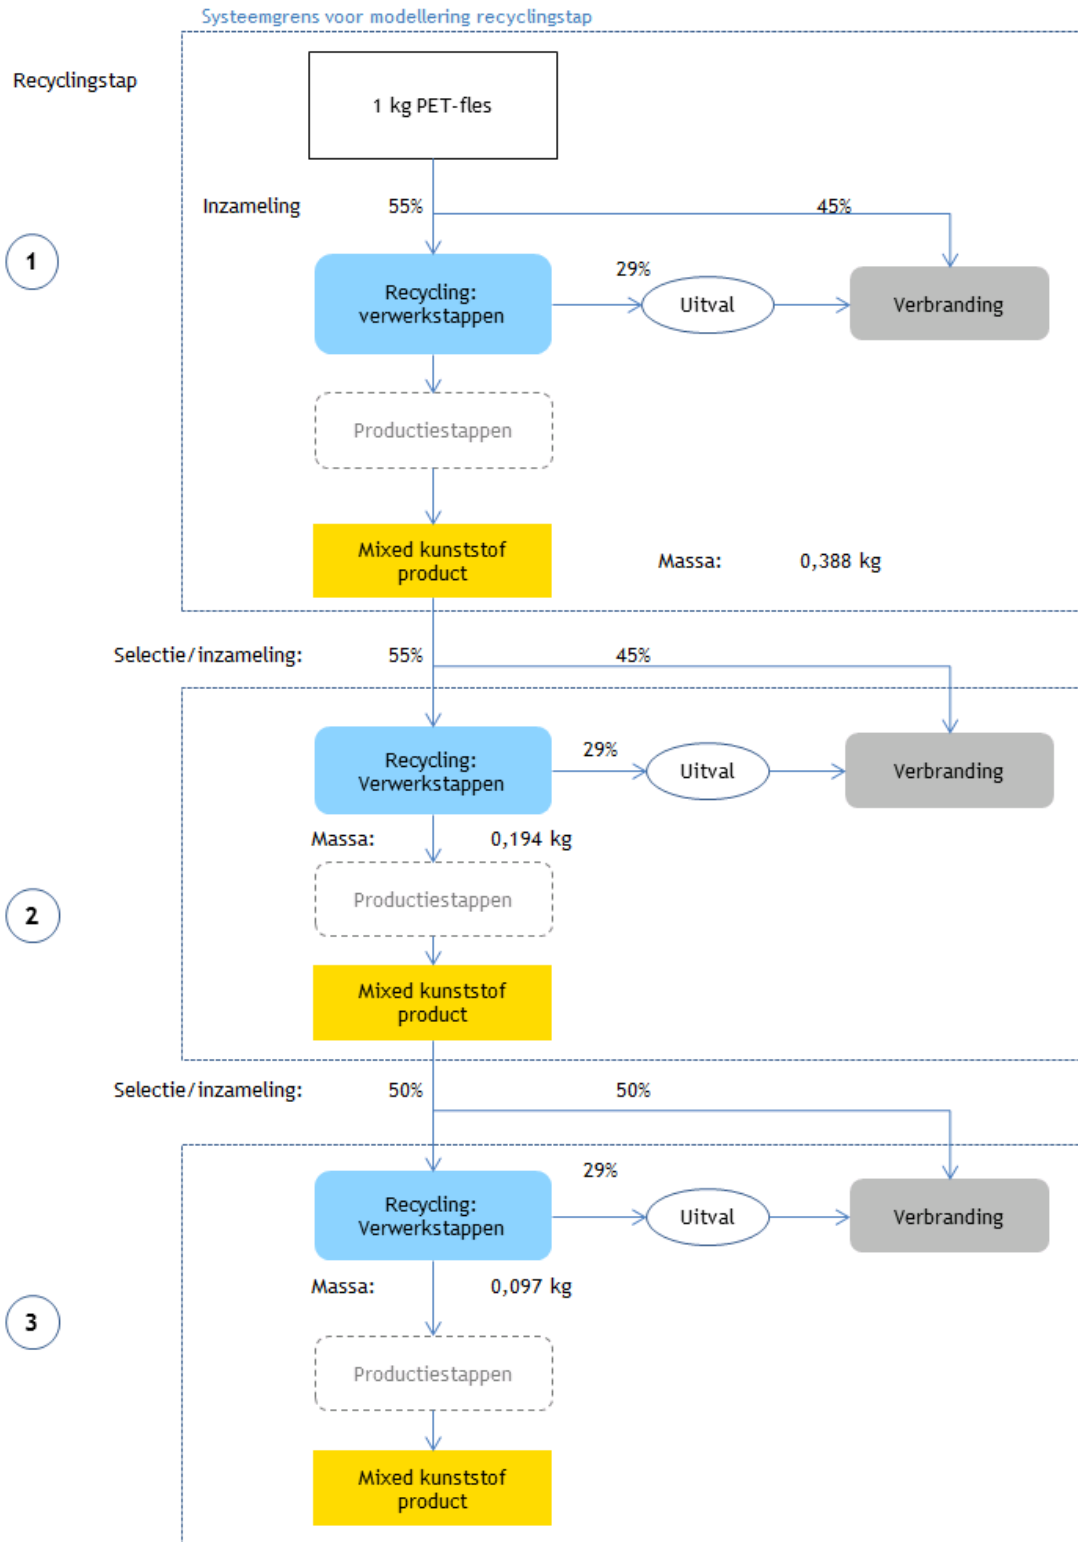 Systeemgrens voor modellering recyclingstap
Recyclingstap
1 kg PET-fles
Inzameling
55%
45%
1
29%
Recycling:
verwerkstappen
Uitval
Verbranding
Productiestappen
Mixed kunststof
product
Massa:
0,388 kg
Selectie/inzameling:
55%
45%
Recycling:
Verwerkstappen
29%
Uitval
Verbranding
Massa:
0,194 kg
2
Productiestappen
Mixed kunststof
product
Selectie/inzameling:
50%
50%
29%
Recycling:
Verwerkstappen
Uitval
Verbranding
Massa:
0,097 kg
3
Productiestappen
Mixed kunststof
product